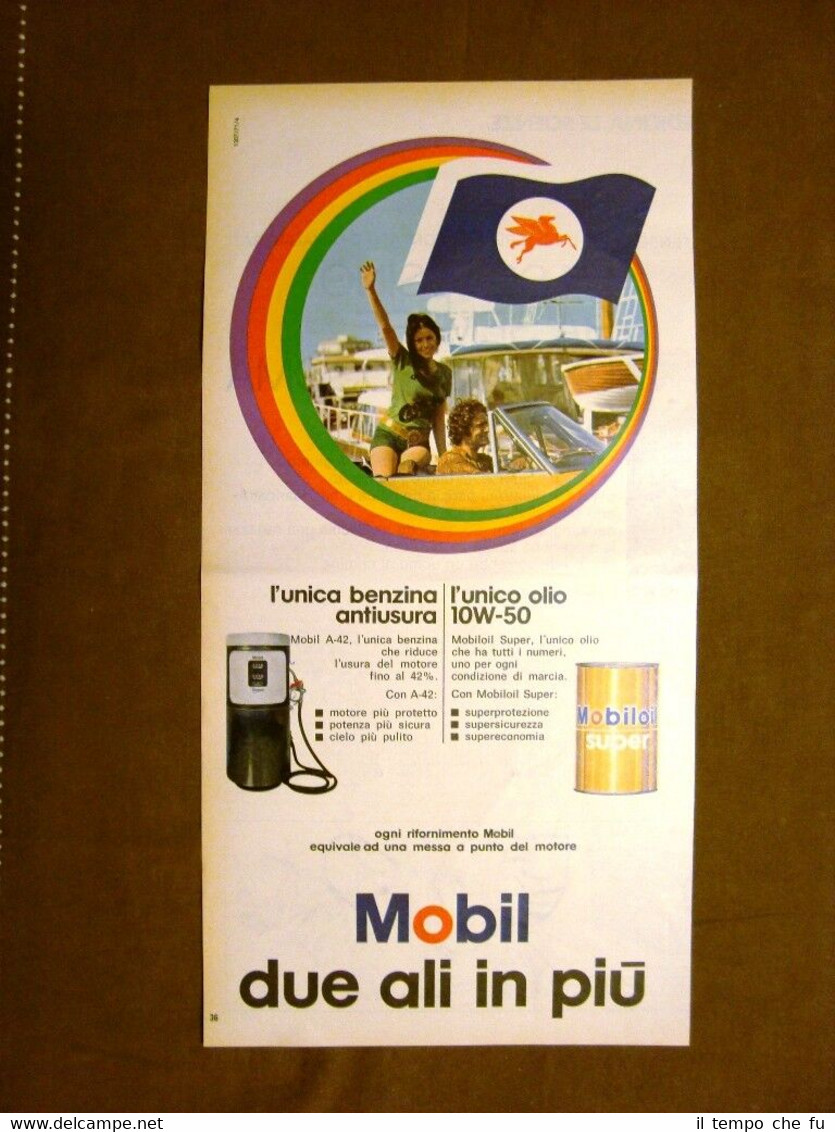 l'unica benzina
antiusura
Mobil A-42, l'unica benzina
che riduce
l'usura del motore
fino al 42%.
Con A-42:
■ motore più protetto
■ potenza più sicura
■ cielo più pulito
l'unico olio
10W-50
Mobiloil Super, l'unico olio
che ha tutti i numeri,
uno per ogni
condizione di marcia.
Con Mobiloil Super:
■ superprotezione
■ supersicurezza
■ supereconomia
Mobiloil
super
ogni rifornimento Mobil
equivale ad una messa a punto del motore
Mobil
due ali in più
36
il tempo che fu